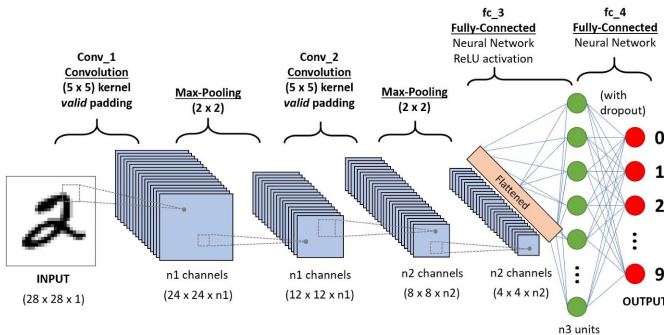 fc_3
Fully-Connected
Neural Network
ReLU activation
fc_4
Fully-Connected
Neural Network
Conv_1
Convolution
(5 x 5) kernel
valid padding
Max-Pooling
(2 x 2)
Conv_2
Convolution
(5 x 5) kernel
valid padding
Max-Pooling
(2 x 2)
(with
dropout)
Flattened
0
1
2
9
INPUT
(28 x 28 x 1)
n1 channels
(24 x 24 x n1)
n1 channels
(12 x 12 x n1)
n2 channels
(8 x 8 x n2)
n2 channels
(4 x 4 x n2)
OUTPUT
n3 units